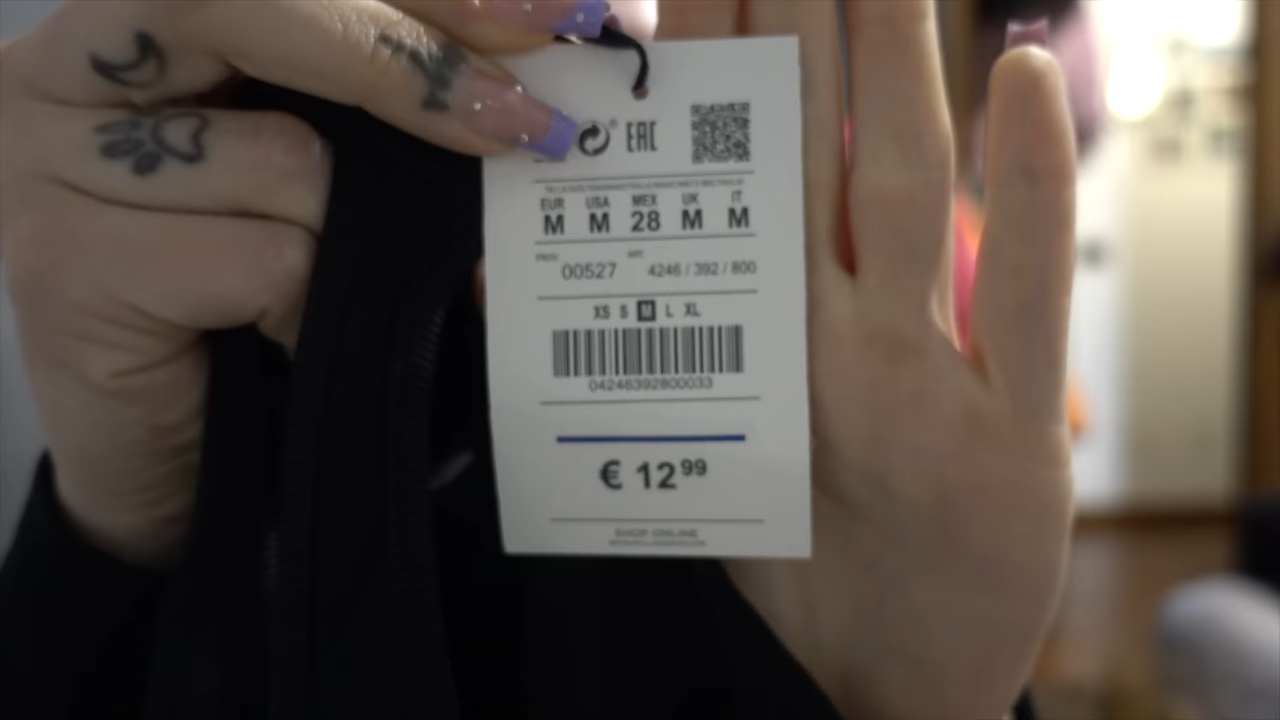 EAC
EUR USA MEX UK IT
M M 28 M M
00527 4246 / 392 / 800
XS S M L XL
04246392800033
€ 12 99
SHOP ONLINE